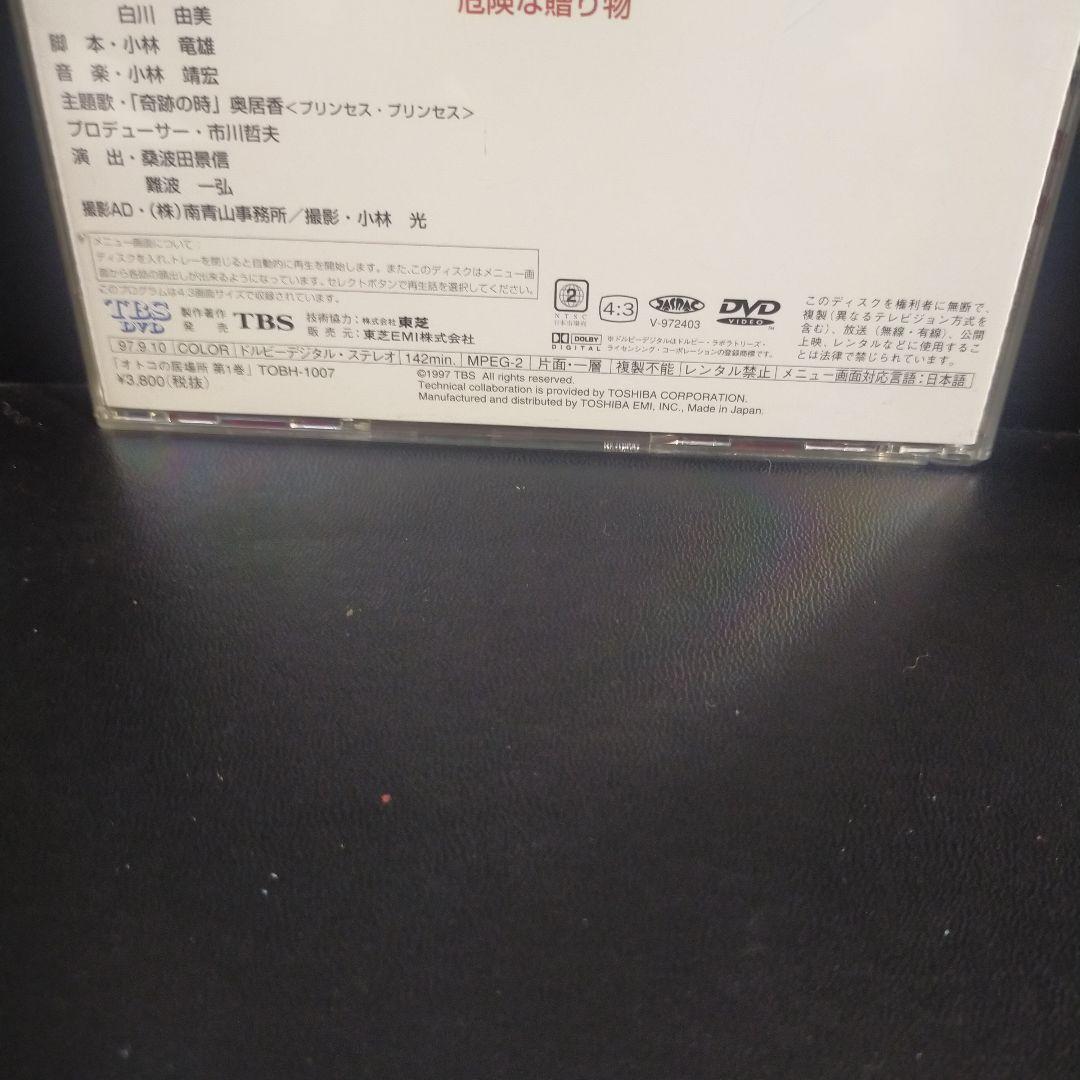 危険な贈り物
白川 由美
脚 本・小林 竜雄
音 楽・小林 靖宏
主題歌・「奇跡の時」奥居香<プリンセス・プリンセス>
プロデューサー・市川哲夫
演 出・桑波田景信
難波 一弘
撮影AD・(株)南青山事務所/撮影・小林 光
メニュー画面について:
ディスクを入れ、トレーを閉じると自動的に再生を開始します。また、このディスクはメニュー画
面から各話の頭出しが出来るようになっています。セレクトボタンで再生話を選択してください。
このプログラムは4:3画面サイズで収録されています。
TBS
DVD
製作著作
発 売
TBS
技術協力:株式会社 東芝
販 売 元:東芝EMI株式会社
2
NTSC
日本市場向
4:3
JASRAC
V-972403
DVD
VIDEO
DOLBY
DIGITAL
※ドルビーデジタルはドルビー・ラボラトリーズ・
ライセンシング・コーポレーションの登録商標です。
このディスクを権利者に無断で、
複製(異なるテレビジョン方式を
含む)、放送(無線・有線)、公開
上映、レンタルなどに使用するこ
とは法律で禁じられています。
'97.9.10 COLOR ドルビーデジタル・ステレオ 142min. MPEG-2 片面・一層 複製不能 レンタル禁止 メニュー画面対応言語:日本語
「オトコの居場所 第1巻」 TOBH-1007
¥3,800(税抜)
©1997 TBS All rights reserved.
Technical collaboration is provided by TOSHIBA CORPORATION.
Manufactured and distributed by TOSHIBA EMI, INC., Made in Japan.